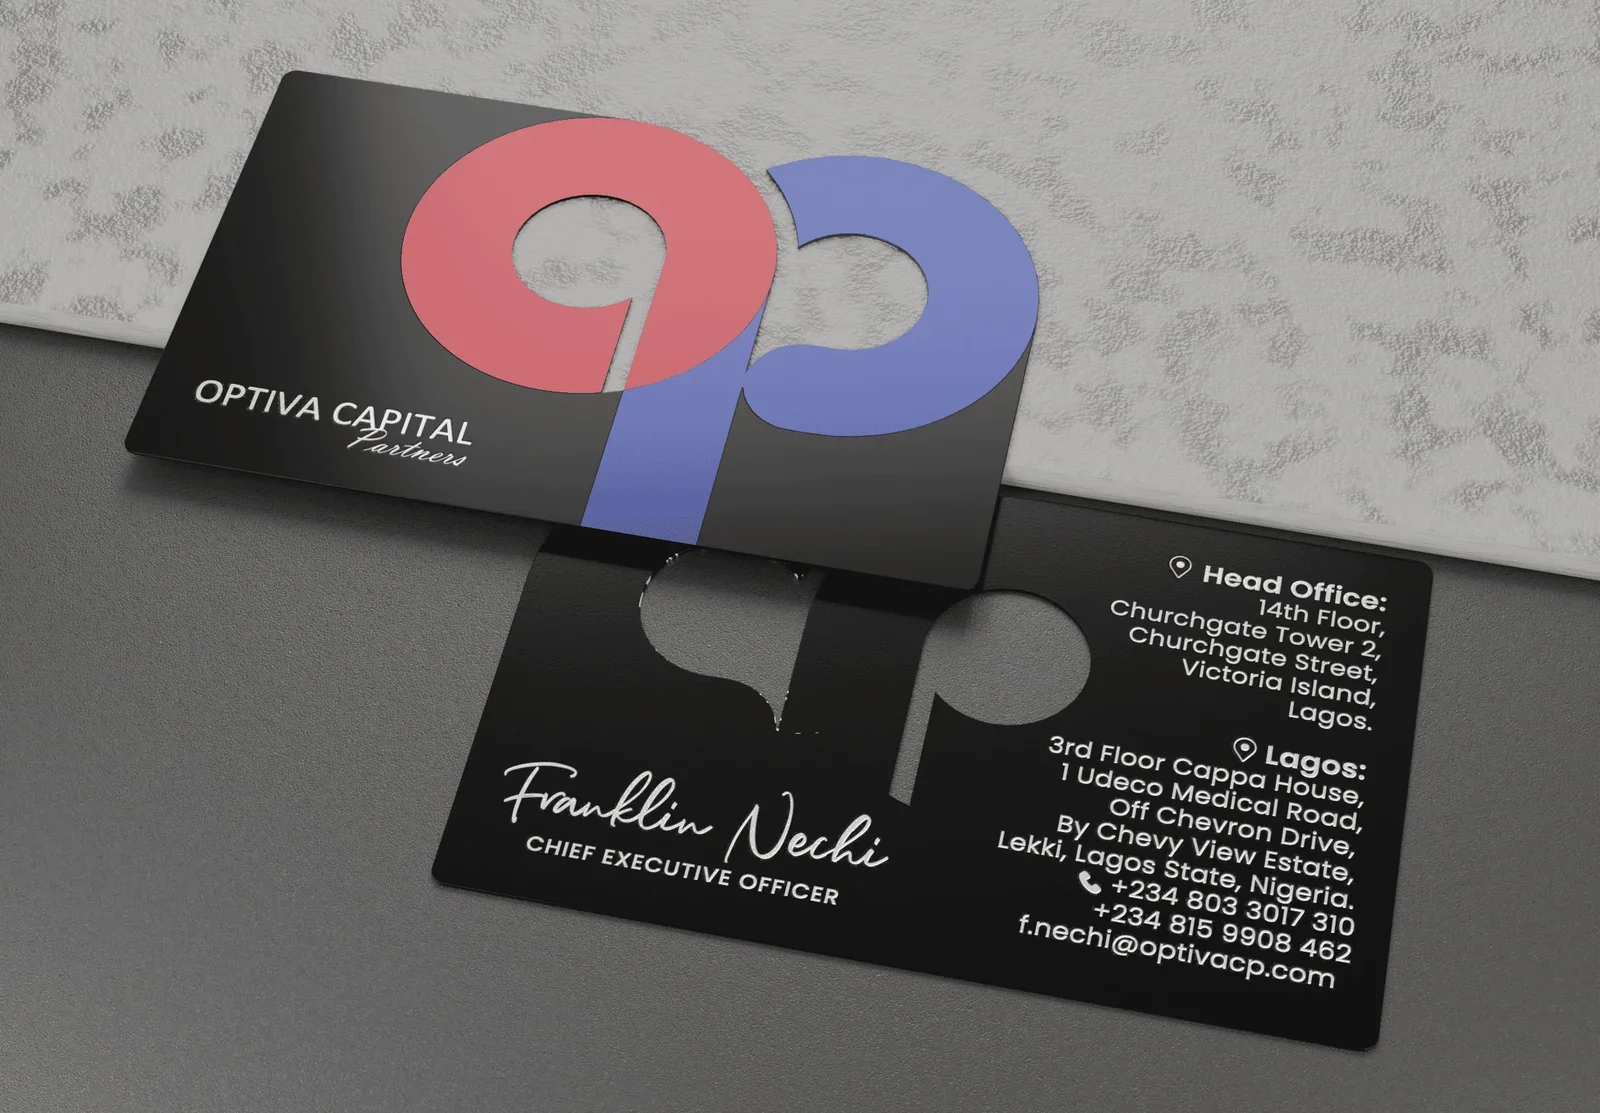 OPTIVA CAPITAL
Partners
Franklin Nechi
CHIEF EXECUTIVE OFFICER
Head Office:
14th Floor,
Churchgate Tower 2,
Churchgate Street,
Victoria Island,
Lagos.
Lagos:
3rd Floor Cappa House,
1 Udeco Medical Road,
Off Chevron Drive,
By Chevy View Estate,
Lekki, Lagos State, Nigeria.
+234 803 3017 310
+234 815 9908 462
f.nechi@optivacp.com